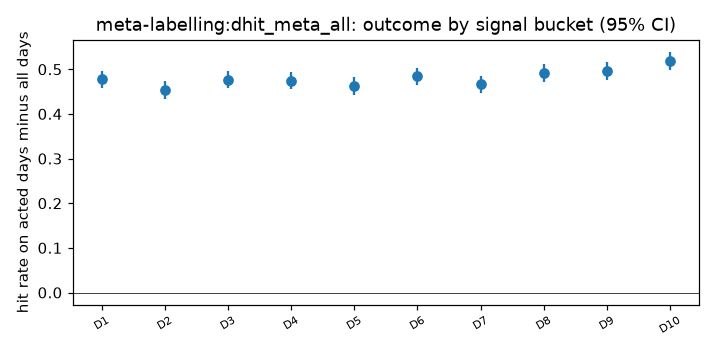 meta-labelling:dhit_meta_all: outcome by signal bucket (95% CI)
hit rate on acted days minus all days
0.5
0.4
0.3
0.2
0.1
0.0
D1
D2
D3
D4
D5
D6
D7
D8
D9
D10